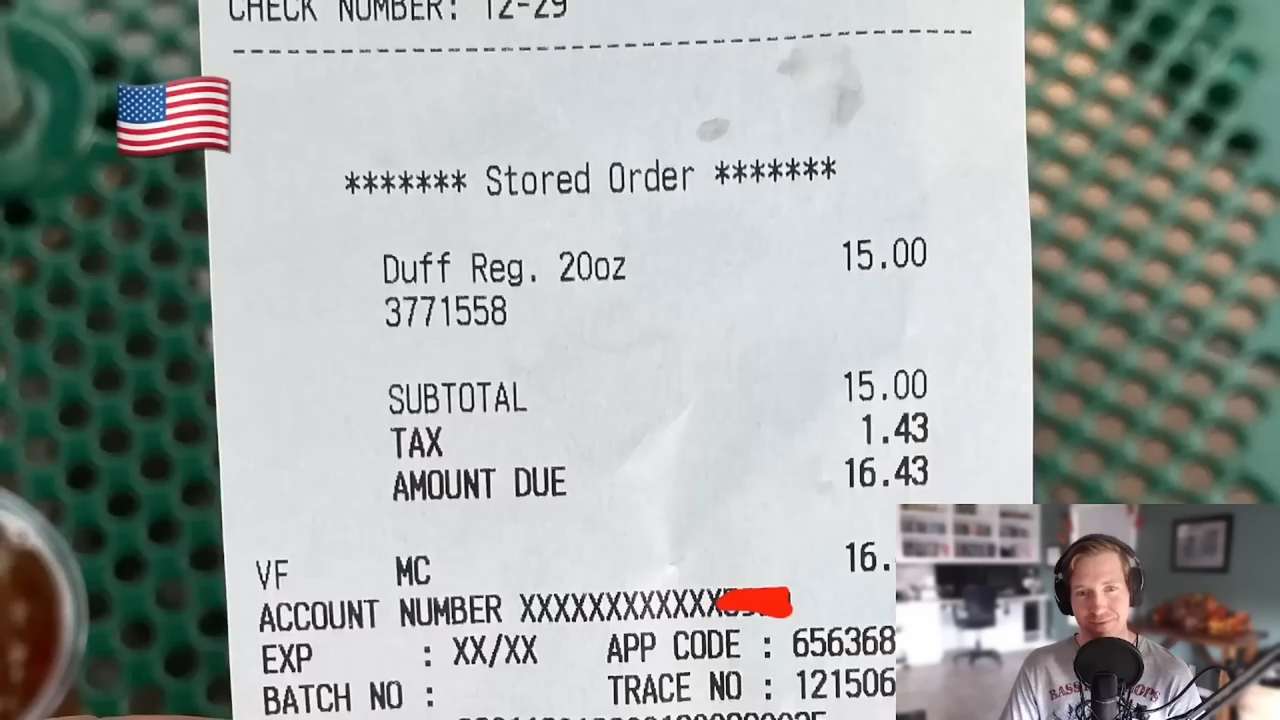 CHECK NUMBER: 12-29
******* Stored Order *******
Duff Reg. 20oz 15.00
3771558
SUBTOTAL 15.00
TAX 1.43
AMOUNT DUE 16.43
VF MC 16.
ACCOUNT NUMBER XXXXXXXXXXXX
EXP : XX/XX APP CODE : 656368
BATCH NO : TRACE NO : 121506